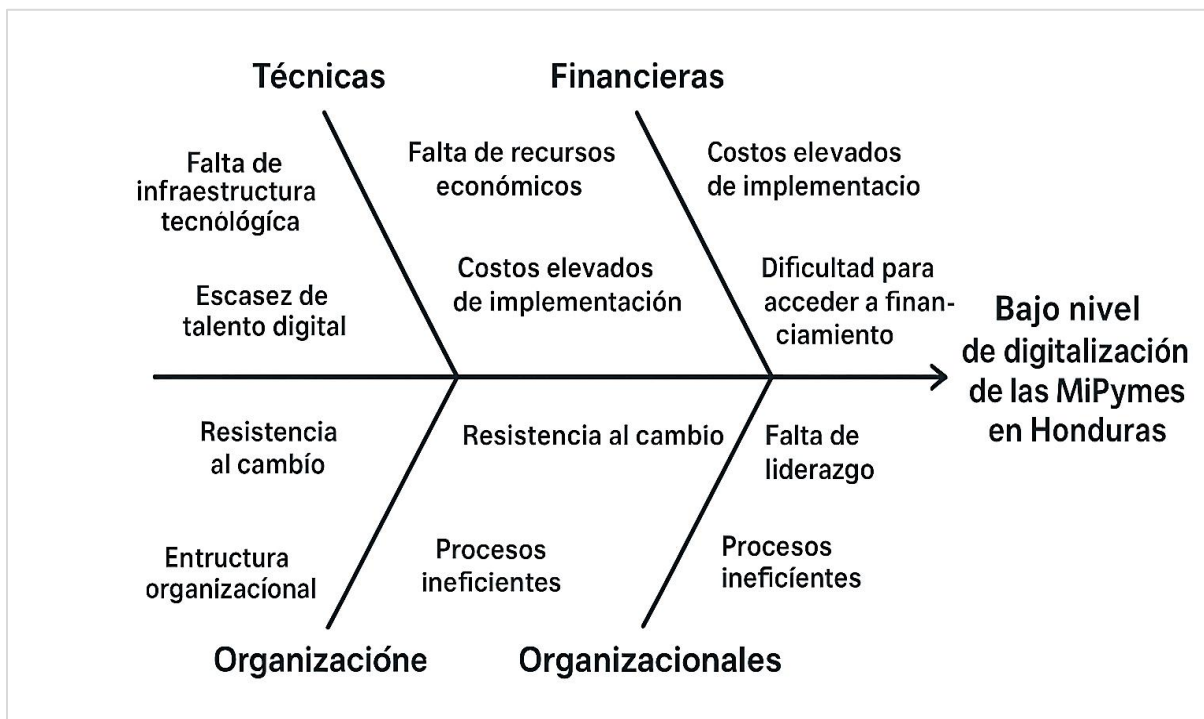 Técnicas
Financieras
Falta de
infraestructura
tecnólógíca
Falta de recursos
económicos
Costos elevados
de implementacio
Escasez de
talento digital
Costos elevados
de implementación
Dificultad para
acceder a finan-
ciamiento
Bajo nivel
de digitalización
de las MiPymes
en Honduras
Resistencia
al cambío
Resistencia al cambio
Falta de
liderazgo
Entructura
organizacíonal
Procesos
ineficientes
Procesos
ineficíentes
Organizacióne
Organizacionales